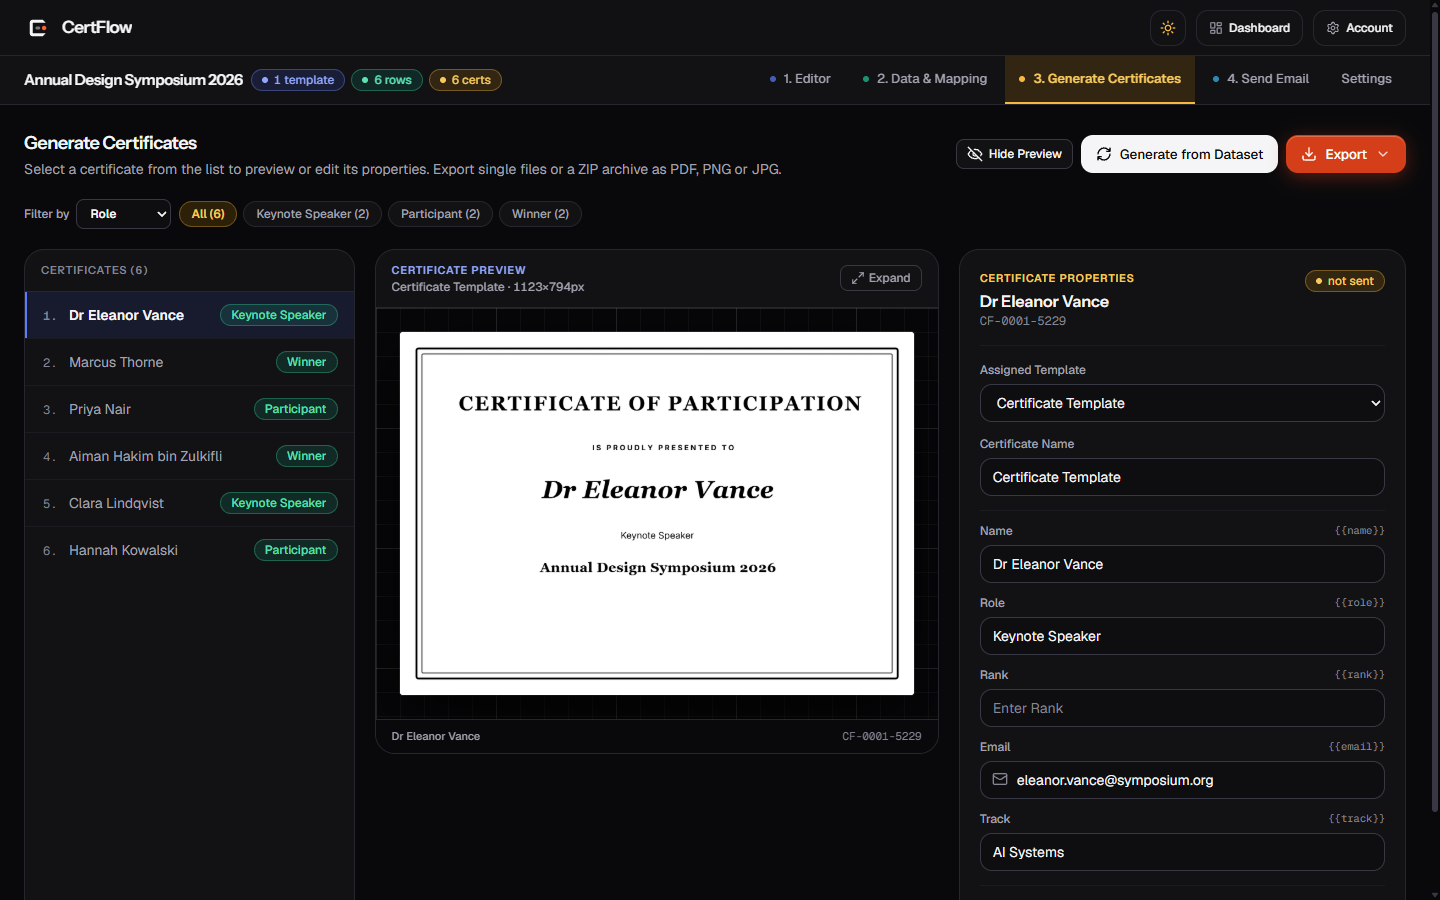 CertFlow
Dashboard
Account
Annual Design Symposium 2026
1 template
6 rows
6 certs
1. Editor
2. Data & Mapping
3. Generate Certificates
4. Send Email
Settings
Generate Certificates
Select a certificate from the list to preview or edit its properties. Export single files or a ZIP archive as PDF, PNG or JPG.
Hide Preview
Generate from Dataset
Export
Filter by
Role
All (6)
Keynote Speaker (2)
Participant (2)
Winner (2)
CERTIFICATES (6)
1. Dr Eleanor Vance Keynote Speaker
2. Marcus Thorne Winner
3. Priya Nair Participant
4. Aiman Hakim bin Zulkifli Winner
5. Clara Lindqvist Keynote Speaker
6. Hannah Kowalski Participant
CERTIFICATE PREVIEW
Certificate Template · 1123×794px
Expand
CERTIFICATE OF PARTICIPATION
IS PROUDLY PRESENTED TO
Dr Eleanor Vance
Keynote Speaker
Annual Design Symposium 2026
Dr Eleanor Vance
CF-0001-5229
CERTIFICATE PROPERTIES
not sent
Dr Eleanor Vance
CF-0001-5229
Assigned Template
Certificate Template
Certificate Name
Certificate Template
Name {{name}}
Dr Eleanor Vance
Role {{role}}
Keynote Speaker
Rank {{rank}}
Enter Rank
Email {{email}}
eleanor.vance@symposium.org
Track {{track}}
AI Systems